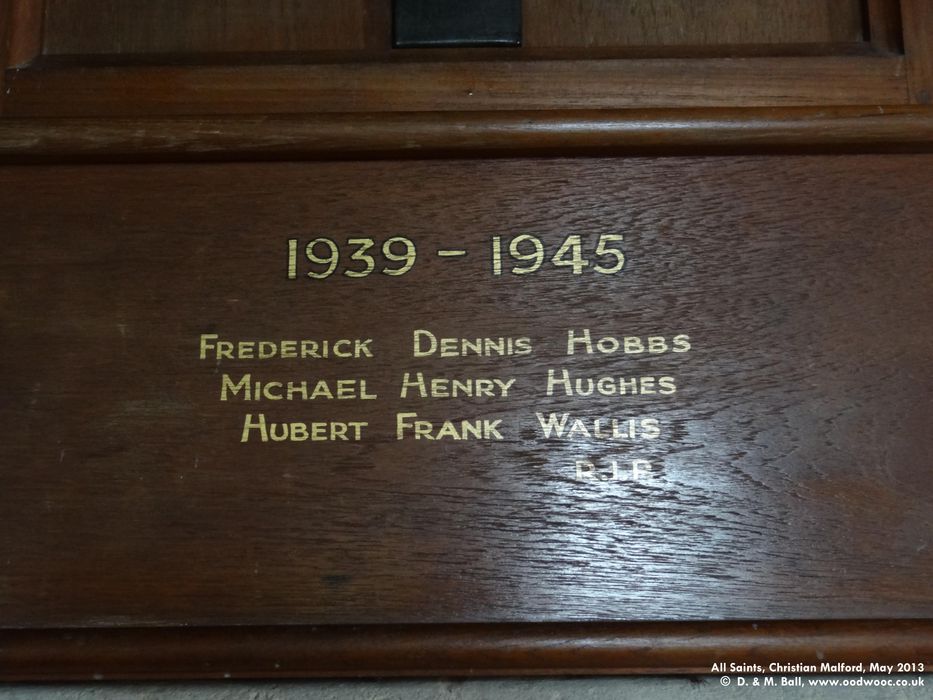 1939 – 1945
FREDERICK DENNIS HOBBS
MICHAEL HENRY HUGHES
HUBERT FRANK WALLIS
R.I.P.
All Saints, Christian Malford, May 2013
© D. & M. Ball, www.oodwooc.co.uk